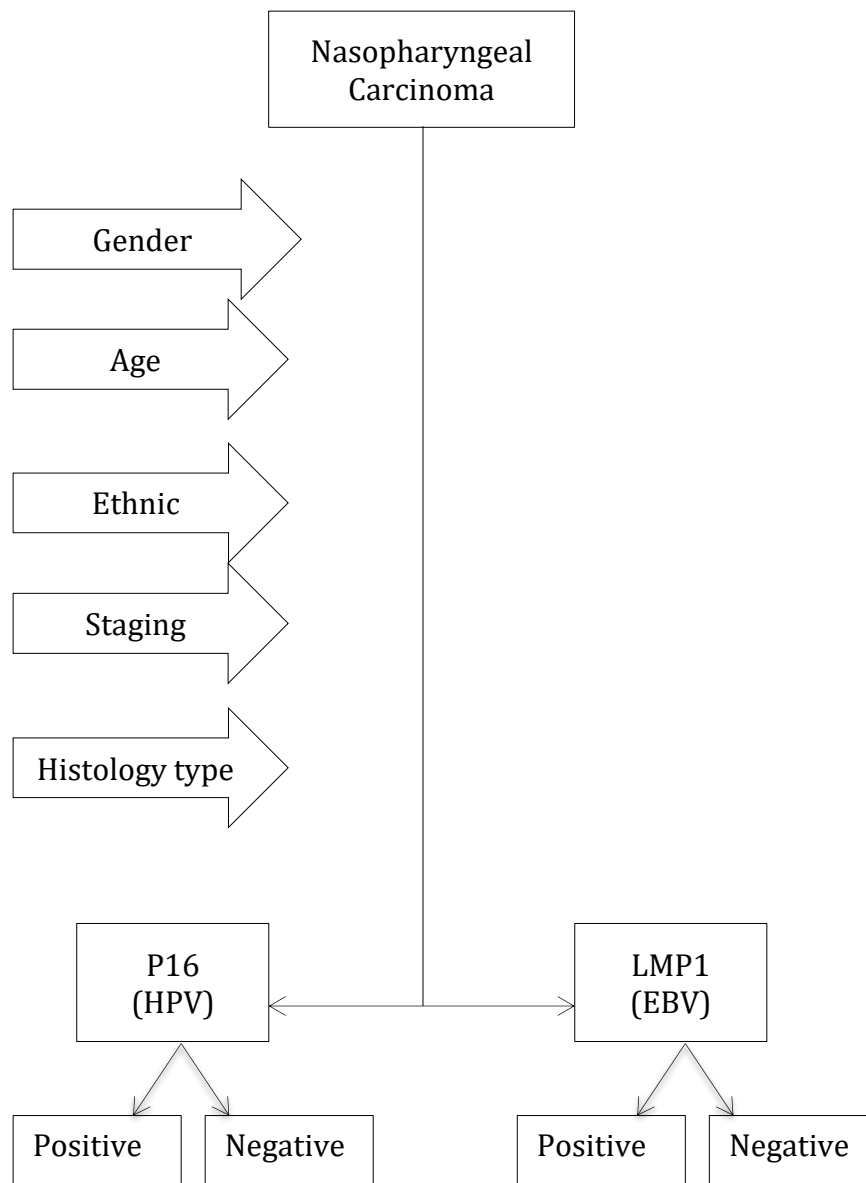 Nasopharyngeal
Carcinoma
Gender
Age
Ethnic
Staging
Histology type
P16
(HPV)
LMP1
(EBV)
Positive
Negative
Positive
Negative